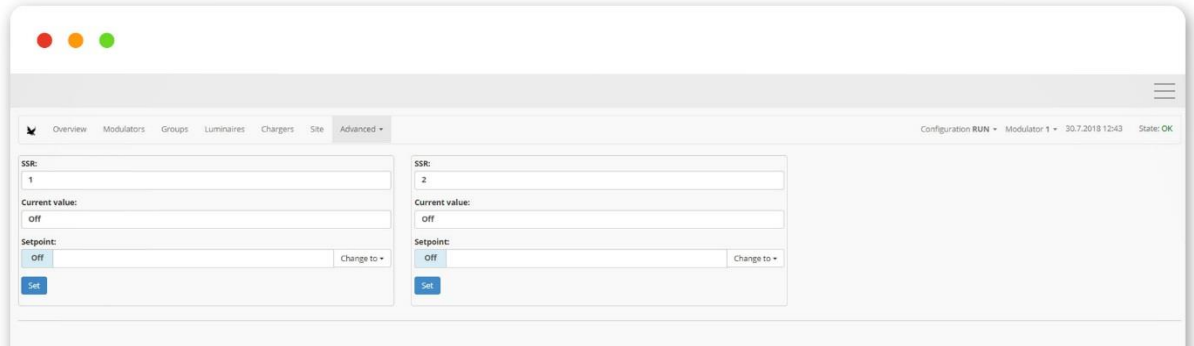 Overview Modulators Groups Luminaires Chargers Site Advanced Configuration RUN Modulator 1 30.7.2018 12:43 State: OK
SSR:
1
Current value:
Off
Setpoint:
Off Change to
Set
SSR:
2
Current value:
Off
Setpoint:
Off Change to
Set